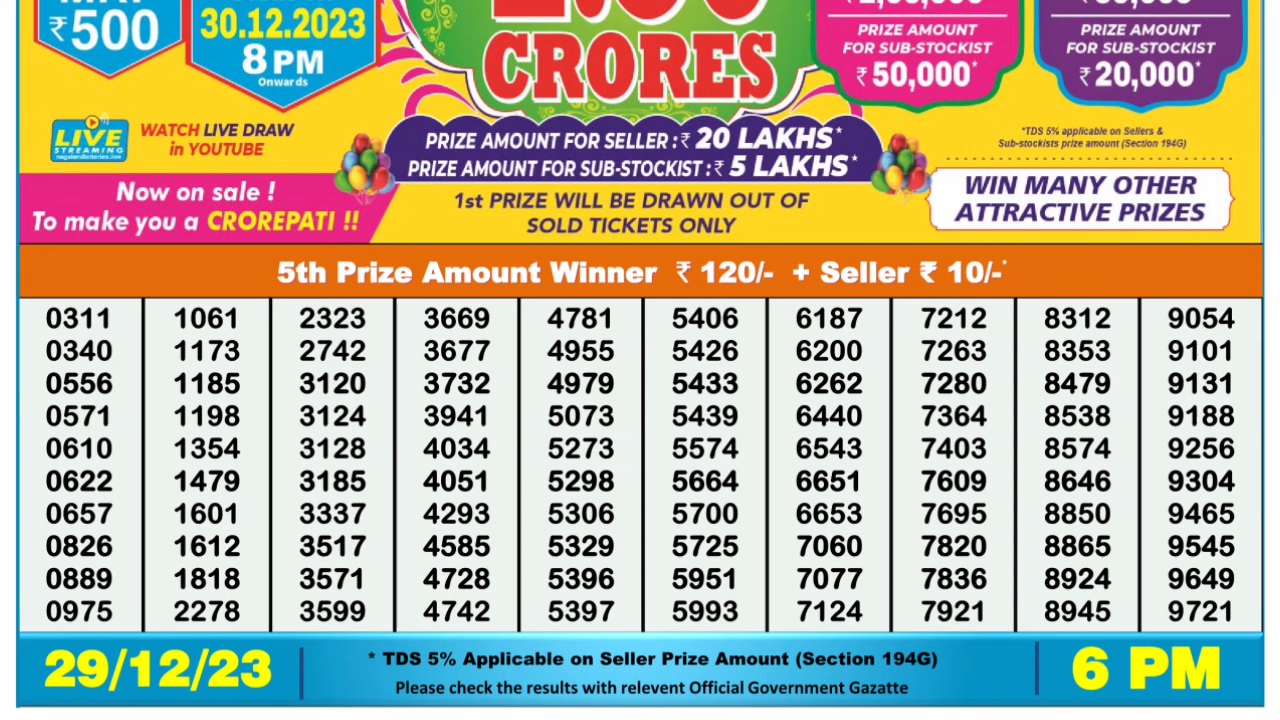 ₹500
30.12.2023
8 PM
Onwards
CRORES
PRIZE AMOUNT
FOR SUB-STOCKIST
₹50,000*
PRIZE AMOUNT
FOR SUB-STOCKIST
₹20,000*
LIVE
STREAMING
nagalandlotteries.live
WATCH LIVE DRAW
in YOUTUBE
PRIZE AMOUNT FOR SELLER :₹ 20 LAKHS*
PRIZE AMOUNT FOR SUB-STOCKIST :₹ 5 LAKHS*
*TDS 5% applicable on Sellers &
Sub-stockists prize amount (Section 194G)
Now on sale !
To make you a CROREPATI !!
1st PRIZE WILL BE DRAWN OUT OF
SOLD TICKETS ONLY
WIN MANY OTHER
ATTRACTIVE PRIZES
5th Prize Amount Winner ₹ 120/- + Seller ₹ 10/-*
0311 1061 2323 3669 4781 5406 6187 7212 8312 9054
0340 1173 2742 3677 4955 5426 6200 7263 8353 9101
0556 1185 3120 3732 4979 5433 6262 7280 8479 9131
0571 1198 3124 3941 5073 5439 6440 7364 8538 9188
0610 1354 3128 4034 5273 5574 6543 7403 8574 9256
0622 1479 3185 4051 5298 5664 6651 7609 8646 9304
0657 1601 3337 4293 5306 5700 6653 7695 8850 9465
0826 1612 3517 4585 5329 5725 7060 7820 8865 9545
0889 1818 3571 4728 5396 5951 7077 7836 8924 9649
0975 2278 3599 4742 5397 5993 7124 7921 8945 9721
29/12/23
* TDS 5% Applicable on Seller Prize Amount (Section 194G)
Please check the results with relevent Official Government Gazatte
6 PM